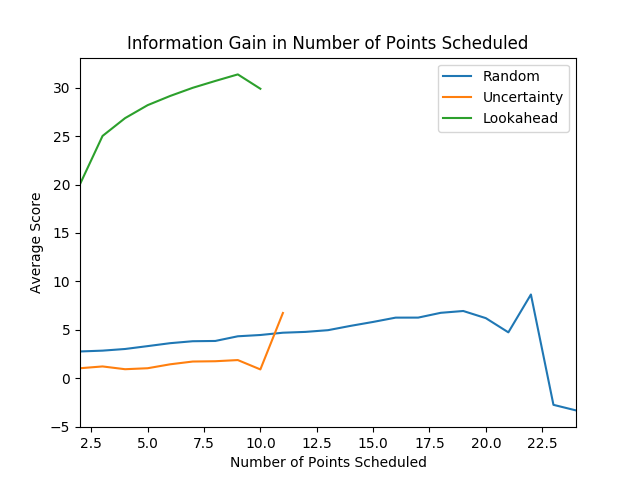 Information Gain in Number of Points Scheduled
Random
Uncertainty
Lookahead
Average Score
30
25
20
15
10
5
0
−5
2.5 5.0 7.5 10.0 12.5 15.0 17.5 20.0 22.5
Number of Points Scheduled